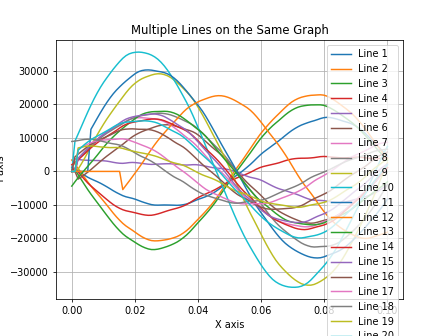 Multiple Lines on the Same Graph
30000
20000
10000
0
-10000
-20000
-30000
0.00 0.02 0.04 0.06
X axis
Line 1
Line 2
Line 3
Line 4
Line 5
Line 6
Line 7
Line 8
Line 9
Line 10
Line 11
Line 12
Line 13
Line 14
Line 15
Line 16
Line 17
Line 18
Line 19
Line 20